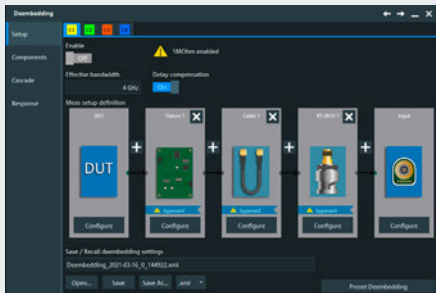 Deembedding
Setup
Components
Cascade
Response
C1 C2 C3 C4
Enable
Off
1MOhm enabled
Effective bandwidth
4 GHz
Delay compensation
On
Meas setup definition
DUT
Fixture 1
Cable 1
Input
DUT
Bypassed
Bypassed
Bypassed
Configure
Configure
Configure
Configure
Configure
Save / Recall deembedding settings
Deembedding_2021-03-16_0_144922.xml
Open...
Save
Save As...
.xml
Preset Deembedding